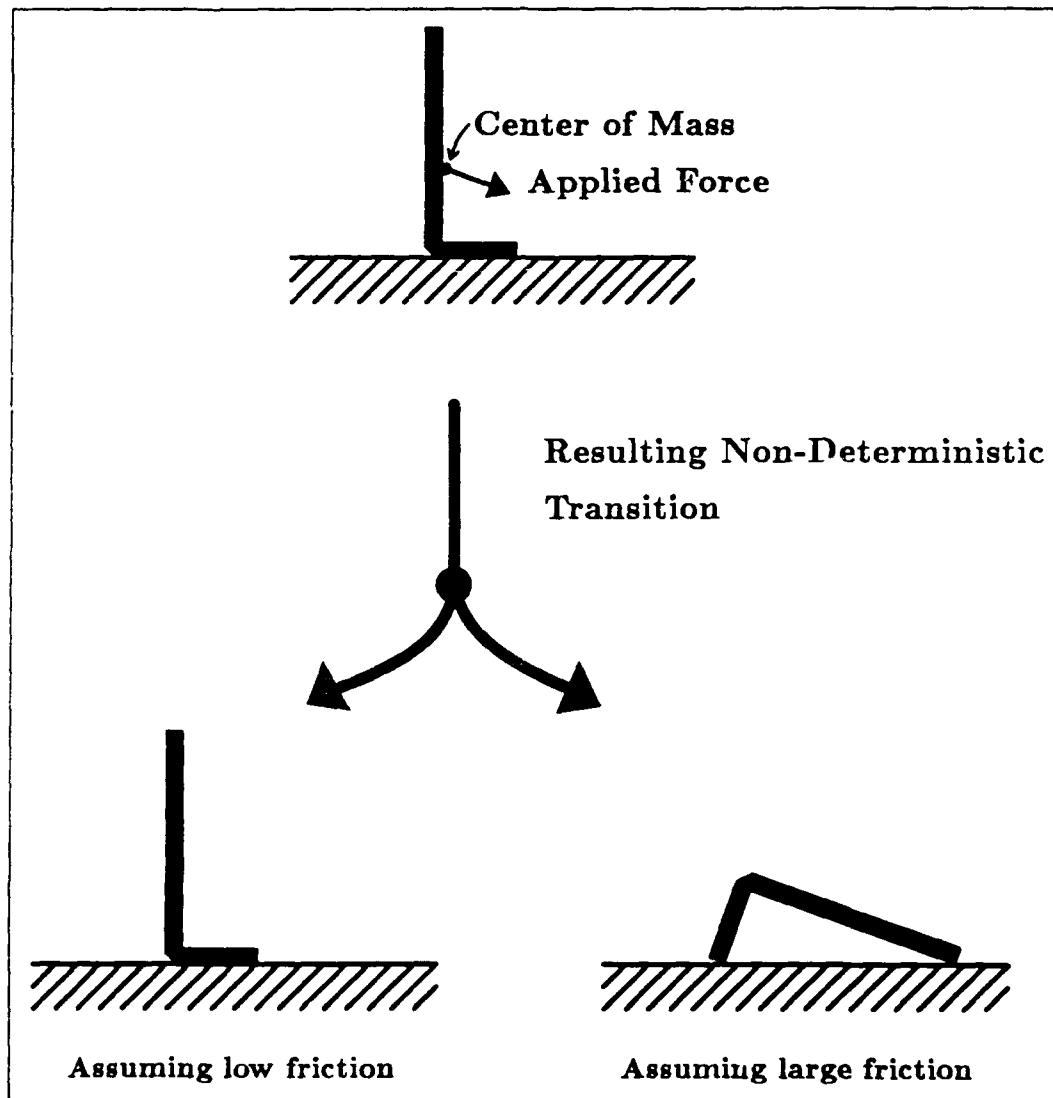 Center of Mass
Applied Force
Resulting Non-Deterministic
Transition
Assuming low friction
Assuming large friction